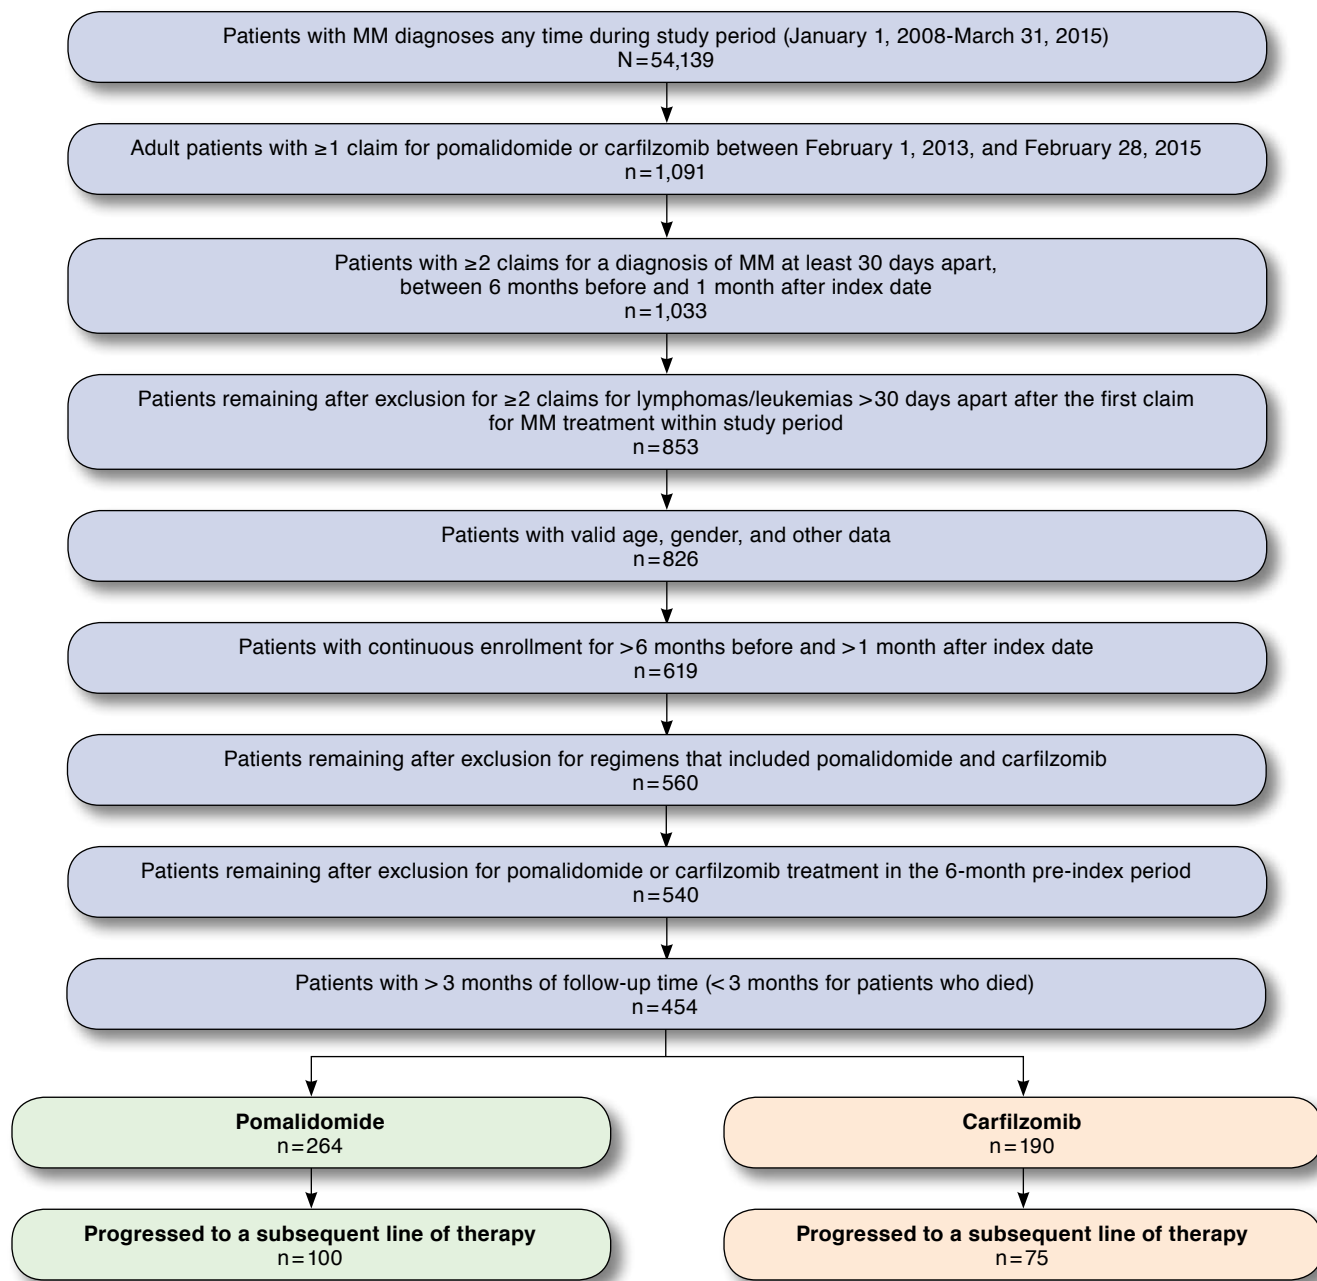 Patients with MM diagnoses any time during study period (January 1, 2008-March 31, 2015)
N=54,139
Adult patients with ≥1 claim for pomalidomide or carfilzomib between February 1, 2013, and February 28, 2015
n=1,091
Patients with ≥2 claims for a diagnosis of MM at least 30 days apart,
between 6 months before and 1 month after index date
n=1,033
Patients remaining after exclusion for ≥2 claims for lymphomas/leukemias >30 days apart after the first claim
for MM treatment within study period
n=853
Patients with valid age, gender, and other data
n=826
Patients with continuous enrollment for >6 months before and >1 month after index date
n=619
Patients remaining after exclusion for regimens that included pomalidomide and carfilzomib
n=560
Patients remaining after exclusion for pomalidomide or carfilzomib treatment in the 6-month pre-index period
n=540
Patients with >3 months of follow-up time (<3 months for patients who died)
n=454
Pomalidomide
n=264
Carfilzomib
n=190
Progressed to a subsequent line of therapy
n=100
Progressed to a subsequent line of therapy
n=75